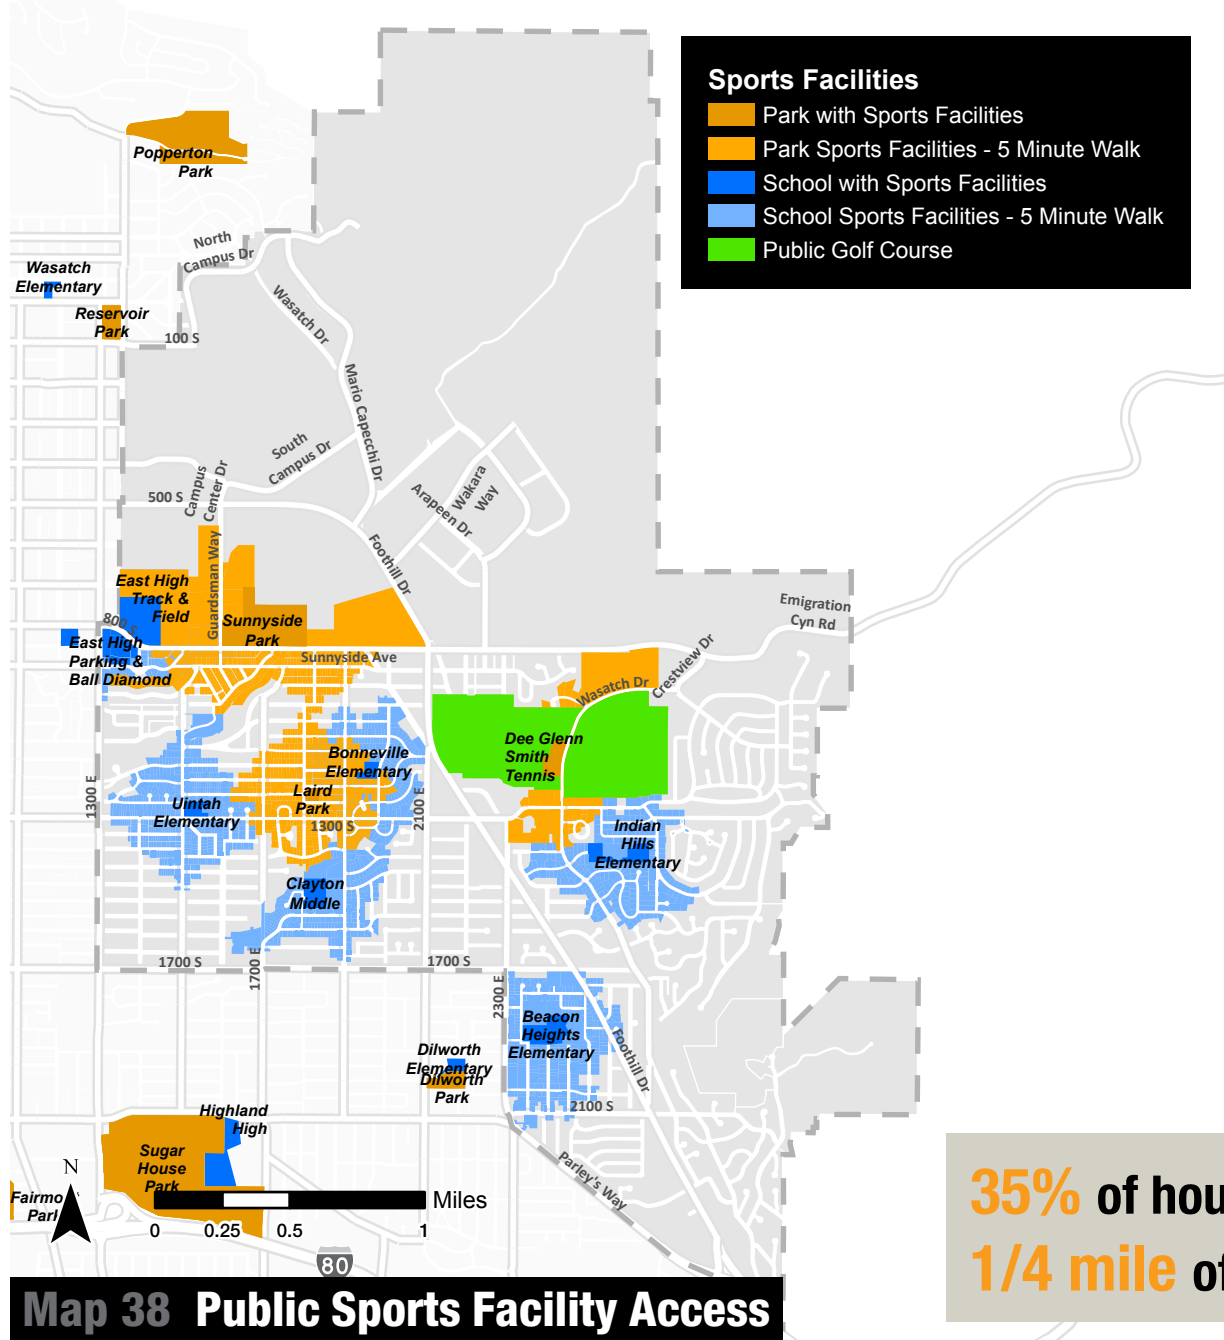 Sports Facilities
Park with Sports Facilities
Park Sports Facilities - 5 Minute Walk
School with Sports Facilities
School Sports Facilities - 5 Minute Walk
Public Golf Course
Popperton
Park
North
Campus Dr
Wasatch
Elementary
Reservoir
Park
100 S
Wasatch Dr
Mario Capecchi Dr
South
Campus Dr
Campus
Center Dr
500 S
Arapeen Dr
Wakara
Way
Foothill Dr
Guardsman Way
East High
Track &
Field
Sunnyside
Park
800 S
East High
Parking &
Ball Diamond
Sunnyside Ave
Emigration
Cyn Rd
Crestview Dr
Wasatch Dr
Dee Glenn
Smith
Tennis
Bonneville
Elementary
Laird
Park
1300 S
1300 E
2100 E
Uintah
Elementary
Indian
Hills
Elementary
Clayton
Middle
1700 S
1700 E
1700 S
2300 E
Beacon
Heights
Elementary
Foothill Dr
Dilworth
Elementary
Dilworth
Park
2100 S
Highland
High
Sugar
House
Park
Parley's Way
N
Fairmo
Park
Miles
0 0.25 0.5 1
80
35% of hou
1/4 mile of
Map 38 Public Sports Facility Access